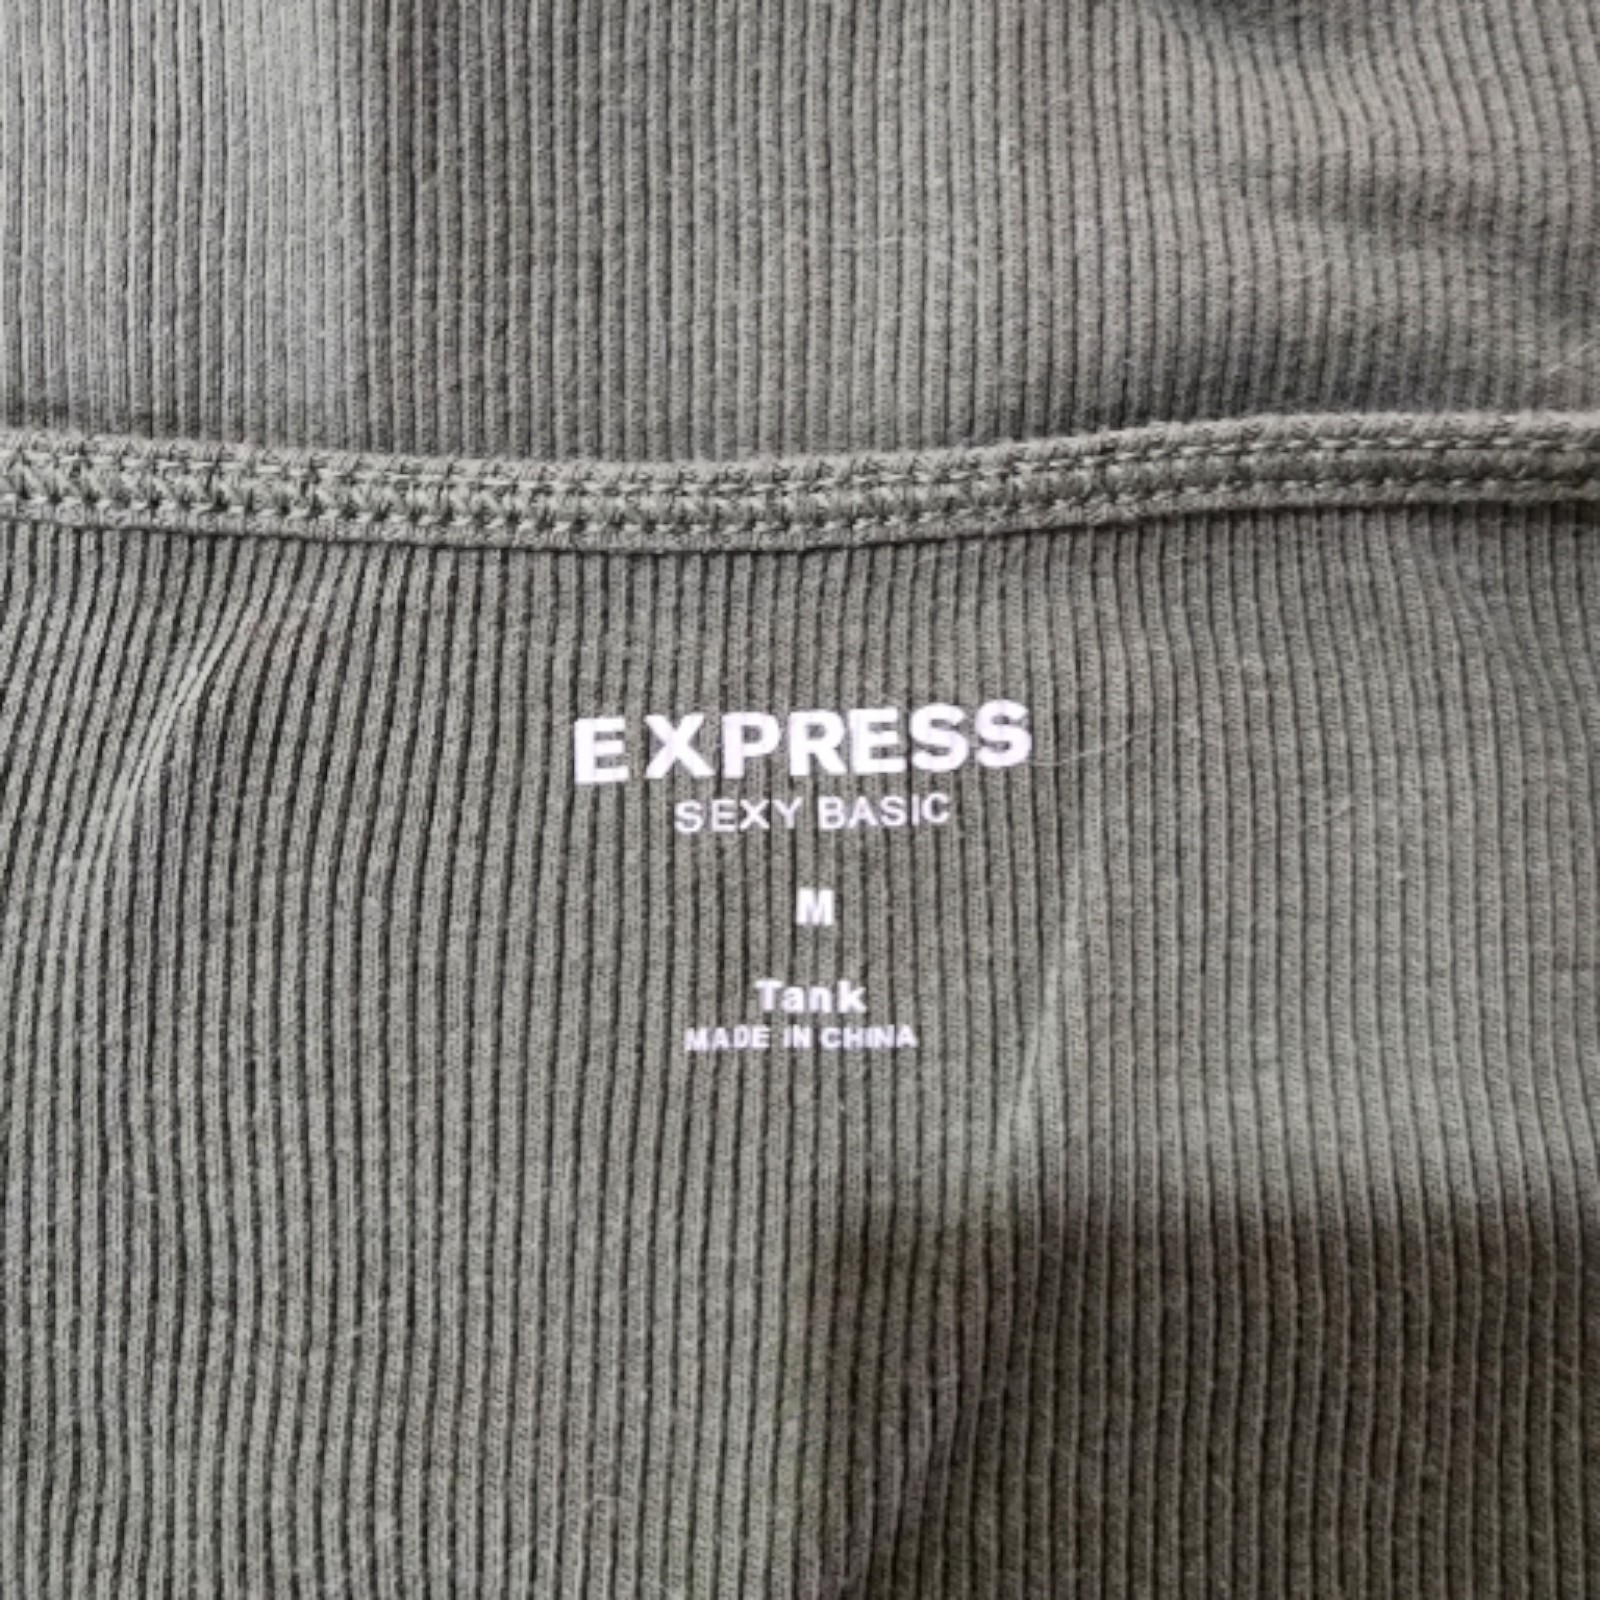 EXPRESS
SEXY BASIC
M
Tank
MADE IN CHINA